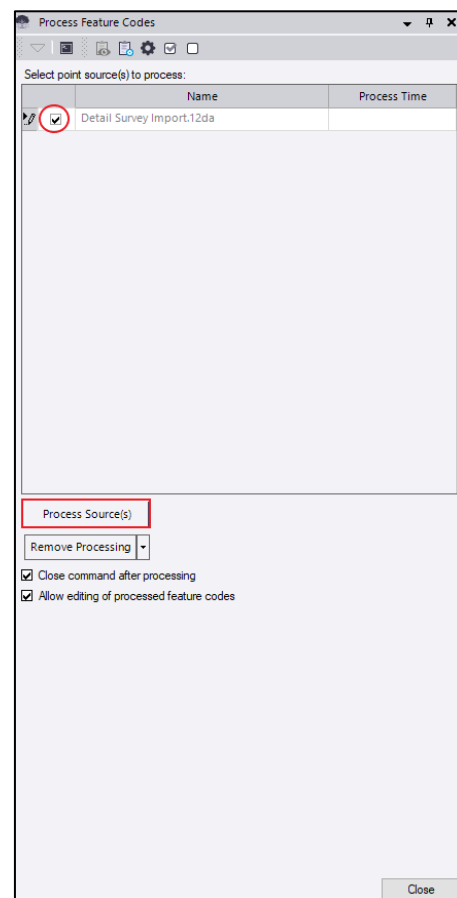 Process Feature Codes
Select point source(s) to process:
Name Process Time
Detail Survey Import.12da
Process Source(s)
Remove Processing
Close command after processing
Allow editing of processed feature codes
Close